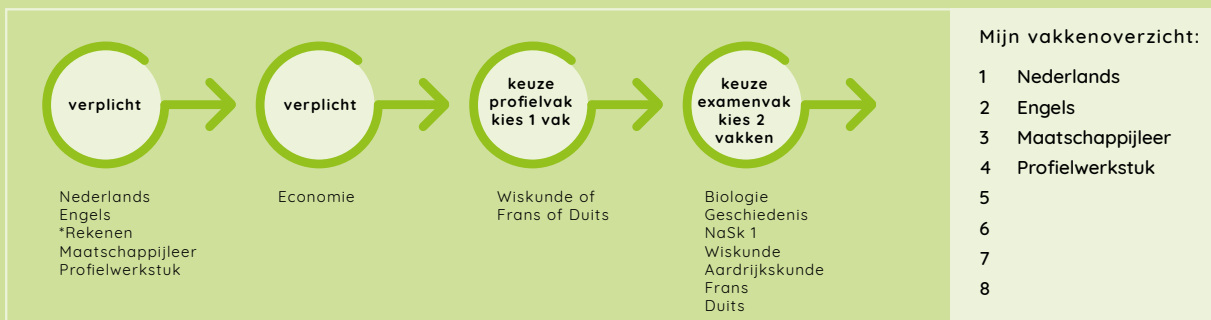 verplicht
Nederlands
Engels
*Rekenen
Maatschappijleer
Profielwerkstuk
verplicht
Economie
keuze
profielvak
kies 1 vak
Wiskunde of
Frans of Duits
keuze
examenvak
kies 2
vakken
Biologie
Geschiedenis
NaSk 1
Wiskunde
Aardrijkskunde
Frans
Duits
Mijn vakkenoverzicht:
1 Nederlands
2 Engels
3 Maatschappijleer
4 Profielwerkstuk
5
6
7
8